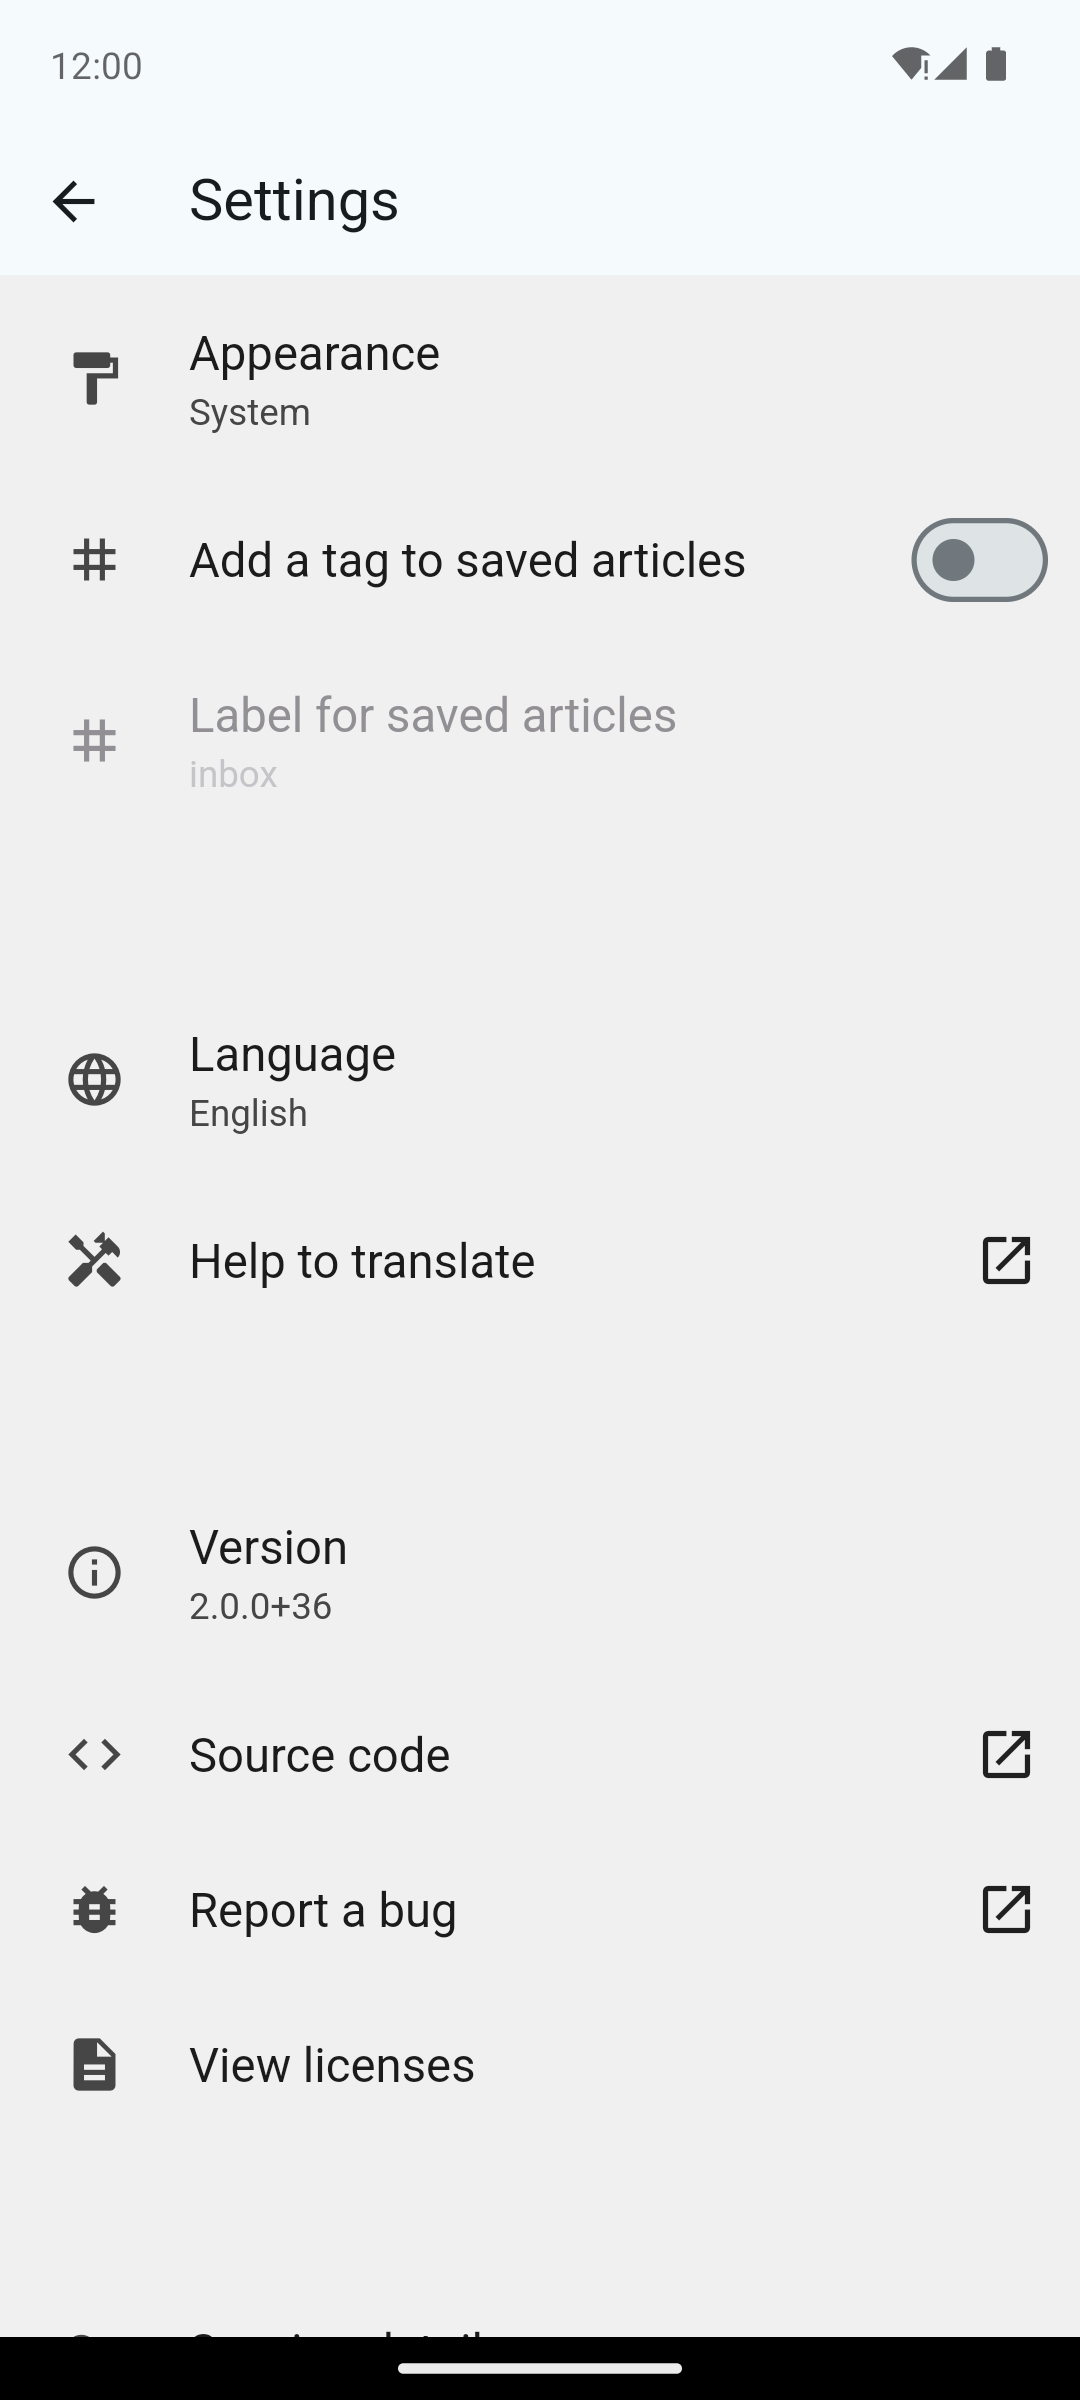 12:00
Settings
Appearance
System
Add a tag to saved articles
Label for saved articles
inbox
Language
English
Help to translate
Version
2.0.0+36
Source code
Report a bug
View licenses